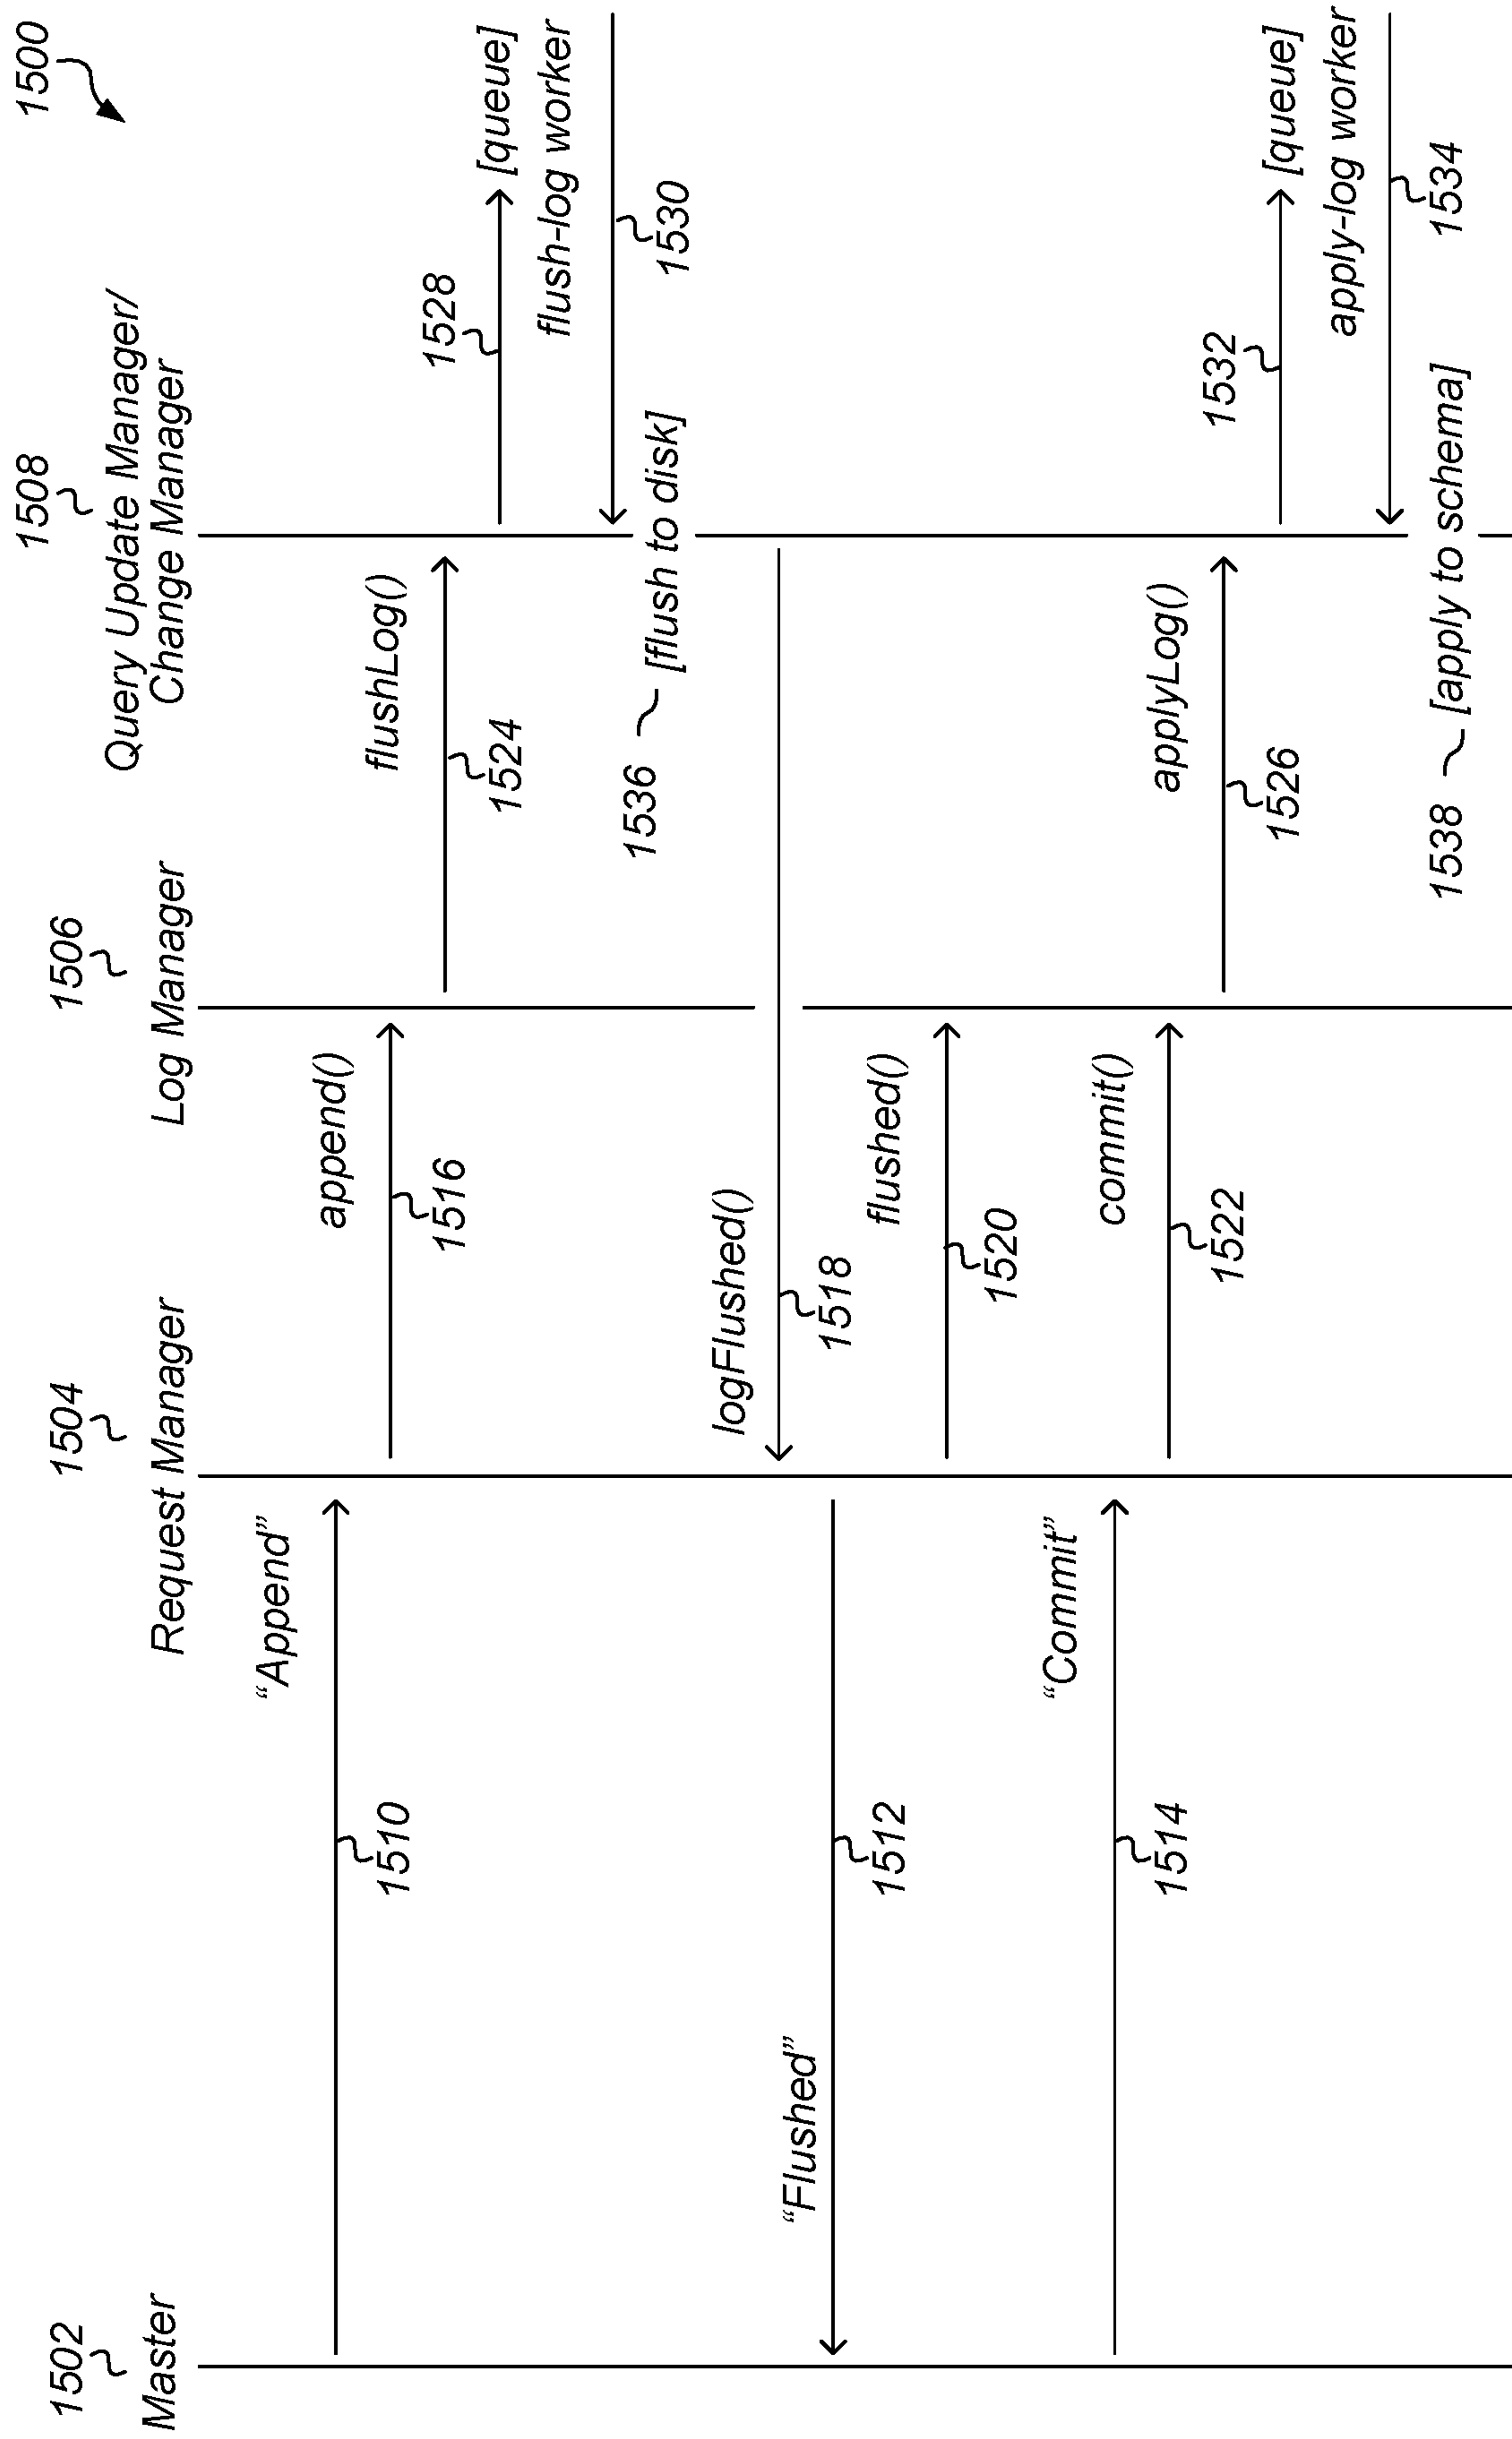 1500
1502
Master
1504
Request Manager
1506
Log Manager
1508
Query Update Manager/
Change Manager
“Append”
1510
append()
1516
flushLog()
1524
1528
[queue]
flush-log worker
1530
1536
[flush to disk]
logFlushed()
1518
“Flushed”
1512
flushed()
1520
“Commit”
1514
commit()
1522
applyLog()
1526
1532
[queue]
apply-log worker
1534
1538
[apply to schema]